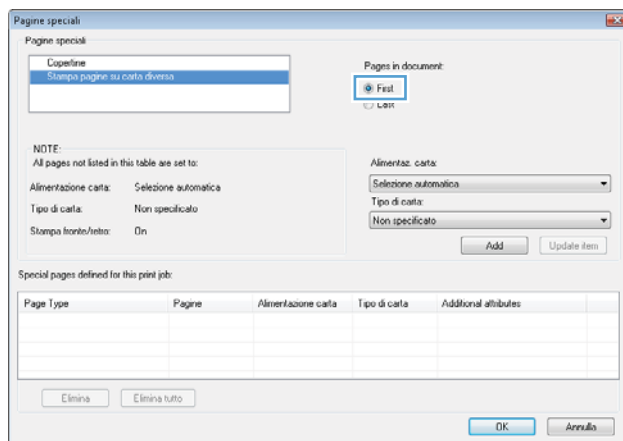 Pagine speciali
Pagine speciali
Copertine
Stampa pagine su carta diversa
Pages in document:
First
Last
NOTE:
All pages not listed in this table are set to:
Alimentazione carta: Selezione automatica
Tipo di carta: Non specificato
Stampa fronte/retro: On
Alimentaz. carta:
Selezione automatica
Tipo di carta:
Non specificato
Add Update item
Special pages defined for this print job:
Page Type Pagine Alimentazione carta Tipo di carta Additional attributes
Elimina Elimina tutto
OK Annulla